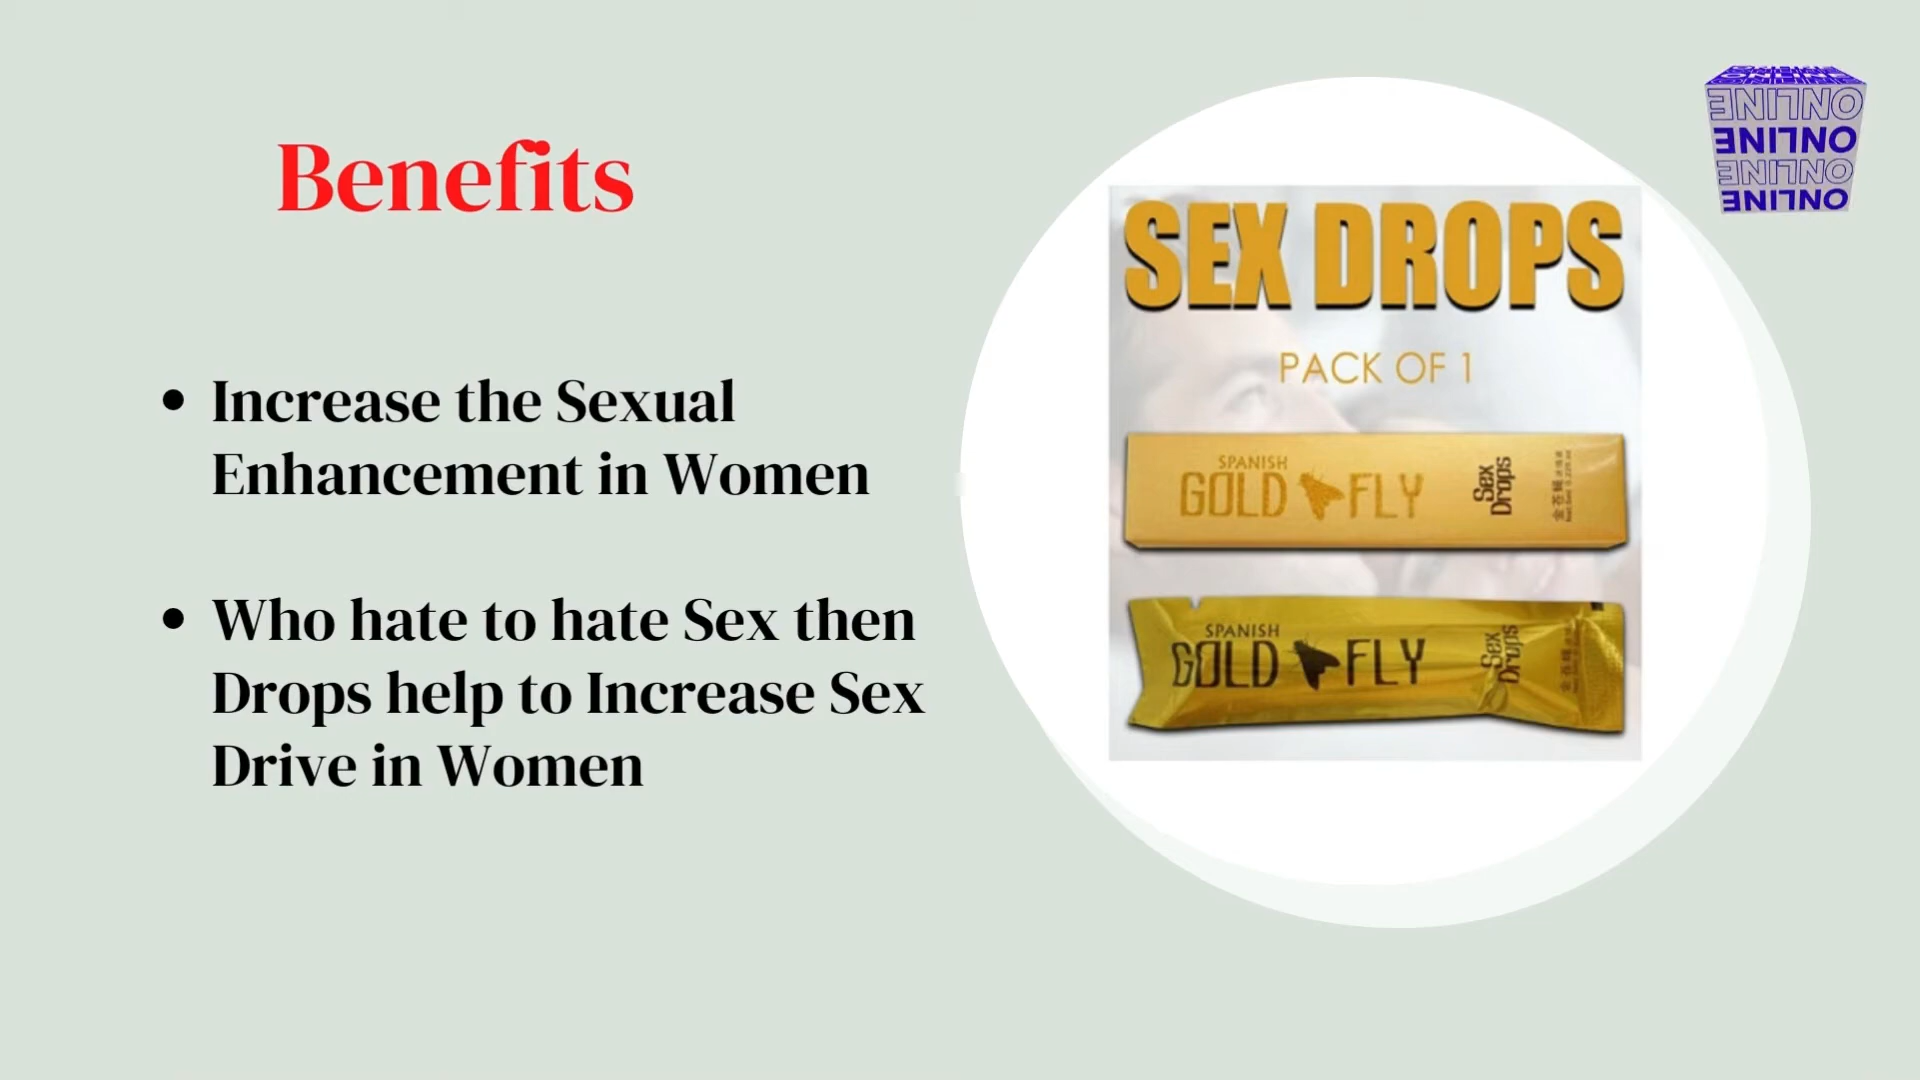 Benefits
Increase the Sexual
Enhancement in Women
Who hate to hate Sex then
Drops help to Increase Sex
Drive in Women
SEX DROPS
PACK OF 1
SPANISH
GOLD FLY
Sex
Drops
SPANISH
GOLD FLY
Sex
Drops
ONLINE
ONLINE
ONLINE
ONLINE